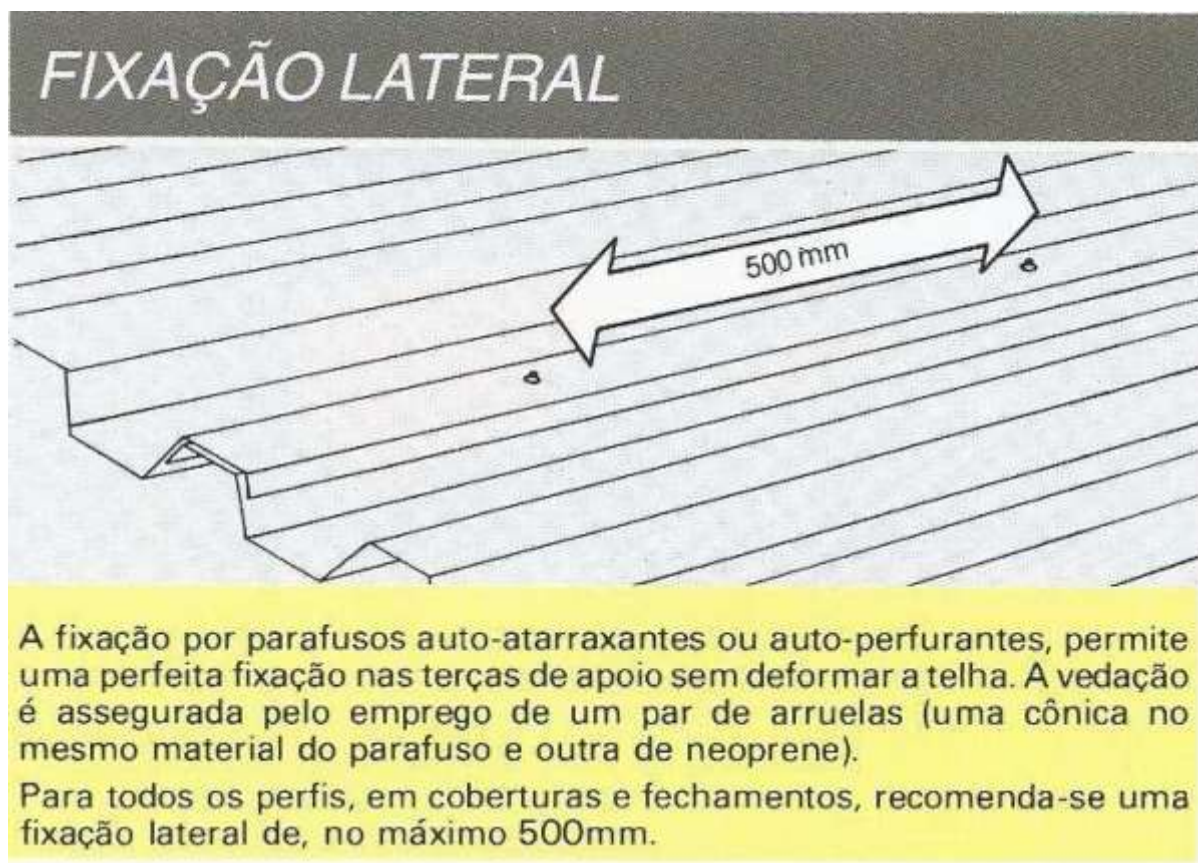 FIXAÇÃO LATERAL
500 mm
A fixação por parafusos auto-atarraxantes ou auto-perfurantes, permite
uma perfeita fixação nas terças de apoio sem deformar a telha. A vedação
é assegurada pelo emprego de um par de arruelas (uma cônica no
mesmo material do parafuso e outra de neoprene).
Para todos os perfis, em coberturas e fechamentos, recomenda-se uma
fixação lateral de, no máximo 500mm.